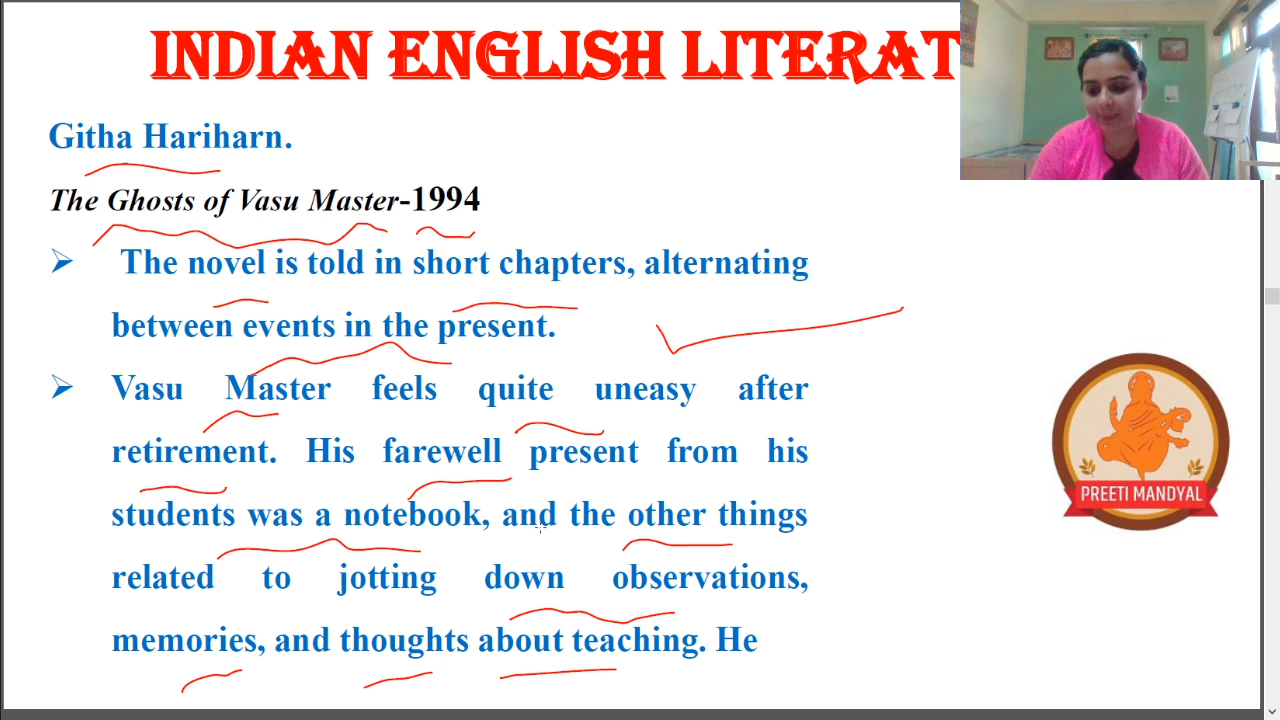 INDIAN ENGLISH LITERAT
Githa Hariharn.
The Ghosts of Vasu Master-1994
➢ The novel is told in short chapters, alternating
between events in the present.
➢ Vasu Master feels quite uneasy after
retirement. His farewell present from his
students was a notebook, and the other things
related to jotting down observations,
memories, and thoughts about teaching. He
PREETI MANDYAL